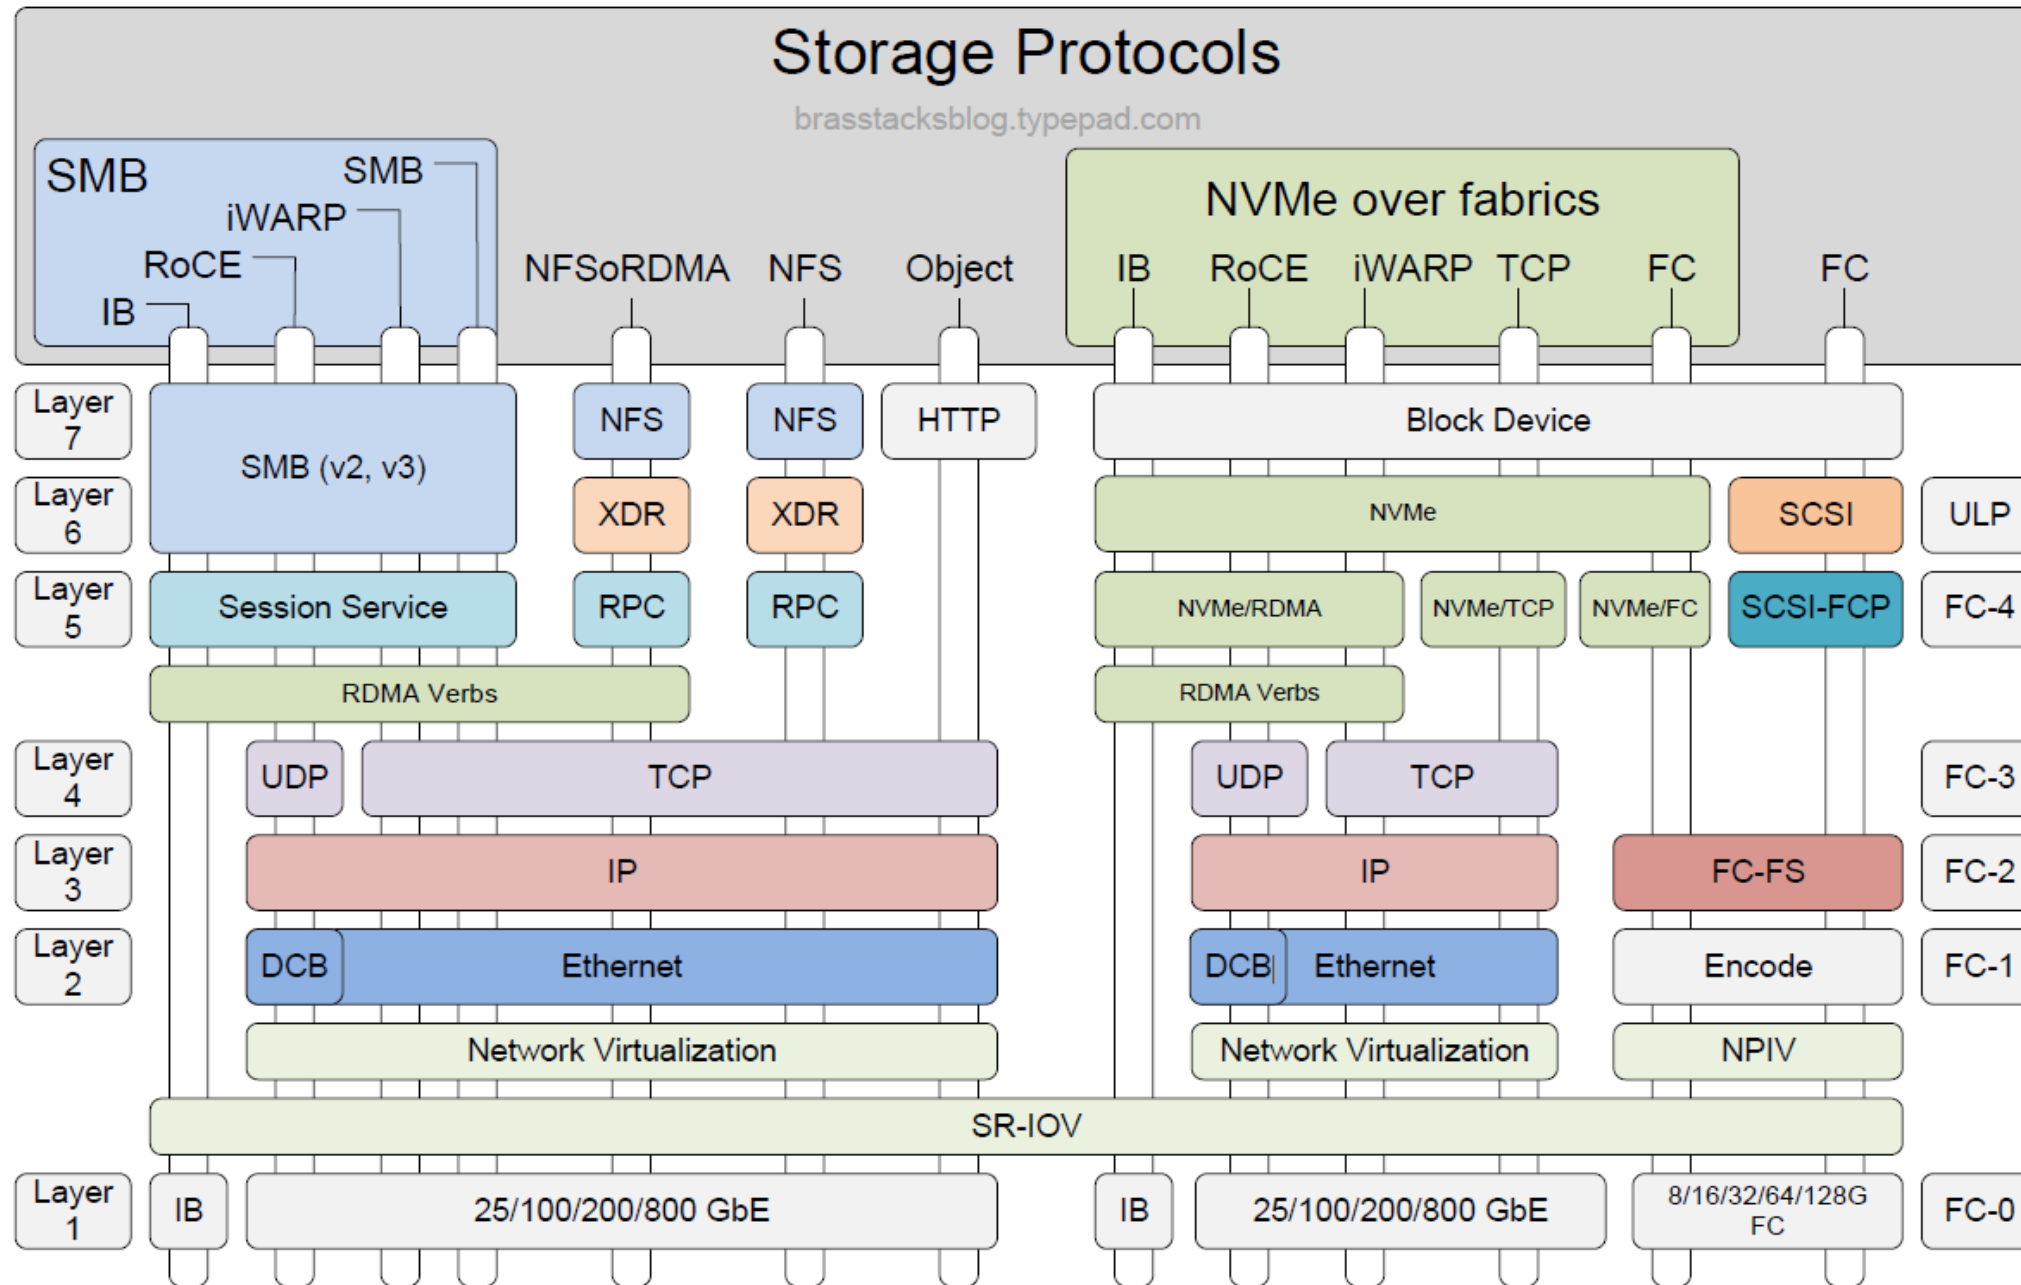 Storage Protocols
brasstacksblog.typepad.com
SMB
SMB
iWARP
RoCE
IB
NFSoRDMA
NFS
Object
NVMe over fabrics
IB
RoCE
iWARP
TCP
FC
FC
Layer
7
SMB (v2, v3)
NFS
NFS
HTTP
Block Device
Layer
6
XDR
XDR
NVMe
SCSI
ULP
Layer
5
Session Service
RPC
RPC
NVMe/RDMA
NVMe/TCP
NVMe/FC
SCSI-FCP
FC-4
RDMA Verbs
RDMA Verbs
Layer
4
UDP
TCP
UDP
TCP
FC-3
Layer
3
IP
IP
FC-FS
FC-2
Layer
2
DCB
Ethernet
DCB
Ethernet
Encode
FC-1
Network Virtualization
Network Virtualization
NPIV
SR-IOV
Layer
1
IB
25/100/200/800 GbE
IB
25/100/200/800 GbE
8/16/32/64/128G
FC
FC-0